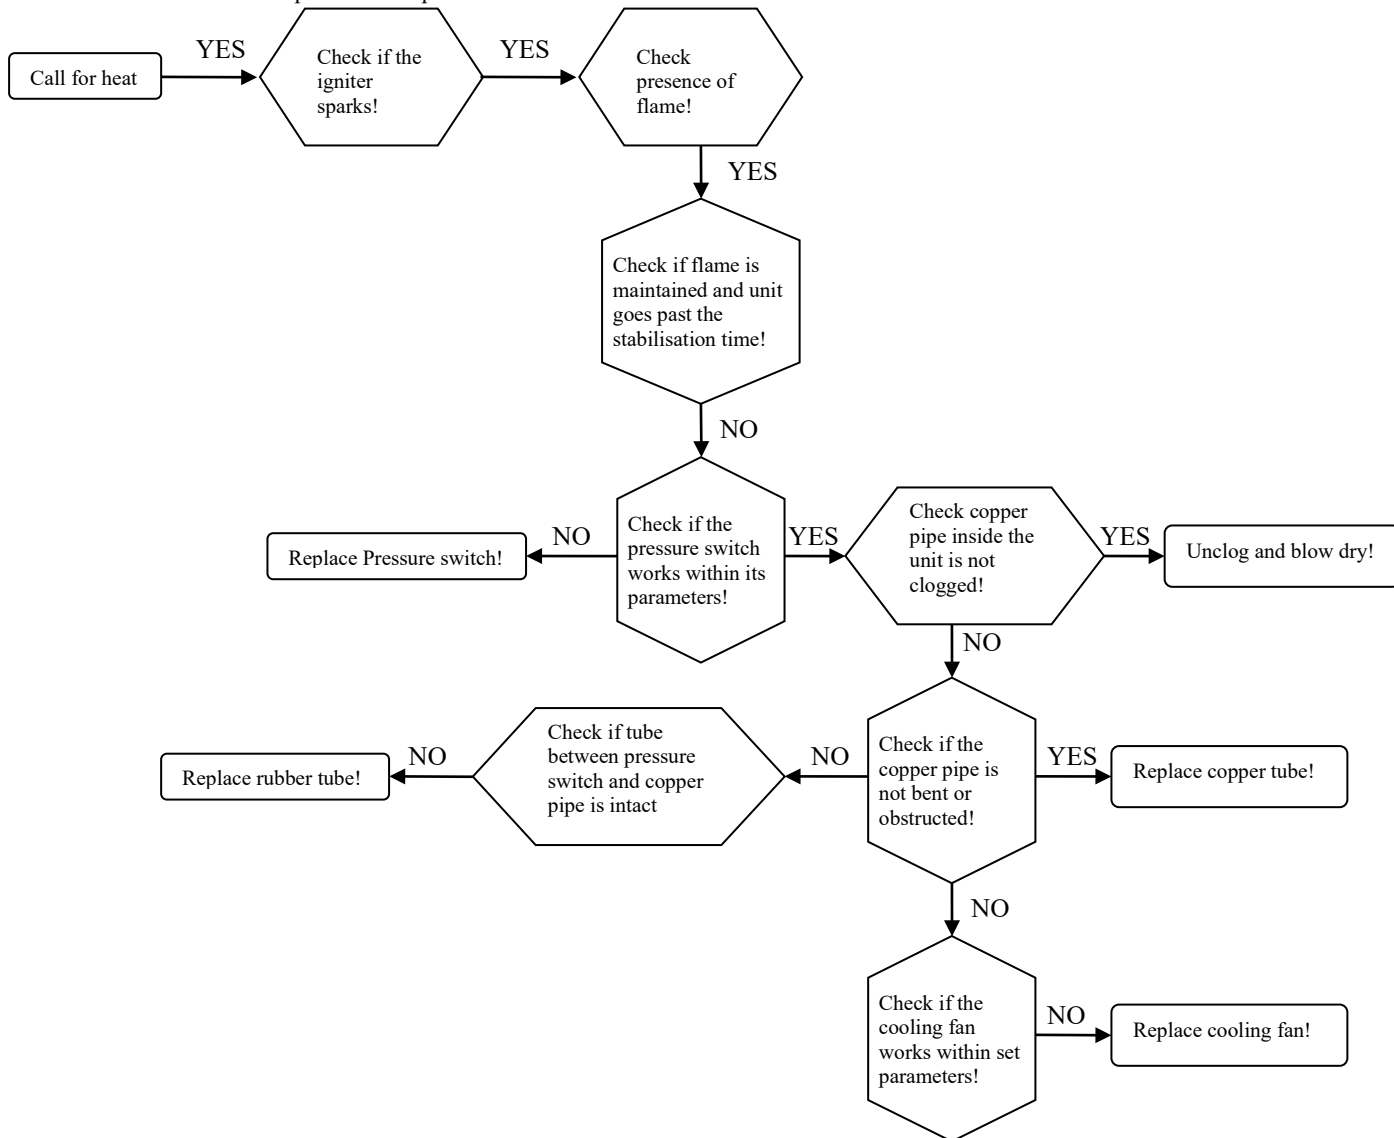 Call for heat
YES
Check if the
igniter
sparks!
YES
Check
presence of
flame!
YES
Check if flame is
maintained and unit
goes past the
stabilisation time!
NO
Check if the
pressure switch
works within its
parameters!
NO
Replace Pressure switch!
YES
Check copper
pipe inside the
unit is not
clogged!
YES
Unclog and blow dry!
NO
Check if the
copper pipe is
not bent or
obstructed!
YES
Replace copper tube!
NO
Check if tube
between pressure
switch and copper
pipe is intact
NO
Replace rubber tube!
NO
Check if the
cooling fan
works within set
parameters!
NO
Replace cooling fan!